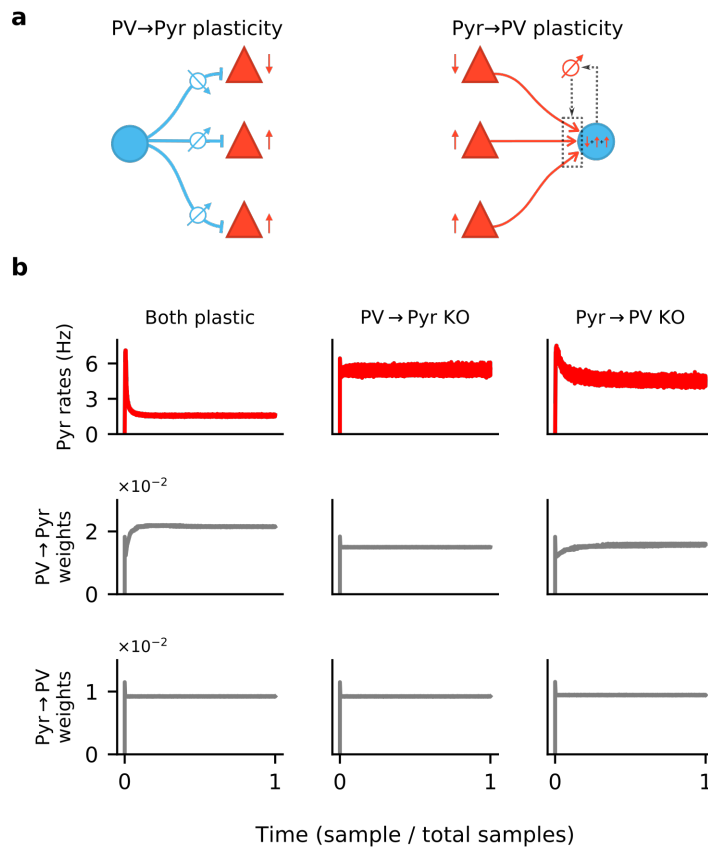 a
PV→Pyr plasticity
Pyr→PV plasticity
b
Both plastic
PV→Pyr KO
Pyr→PV KO
Pyr rates (Hz)
6
3
0
×10⁻²
PV→Pyr
weights
2
0
×10⁻²
Pyr→PV
weights
1
0
0 1
0 1
0 1
Time (sample / total samples)